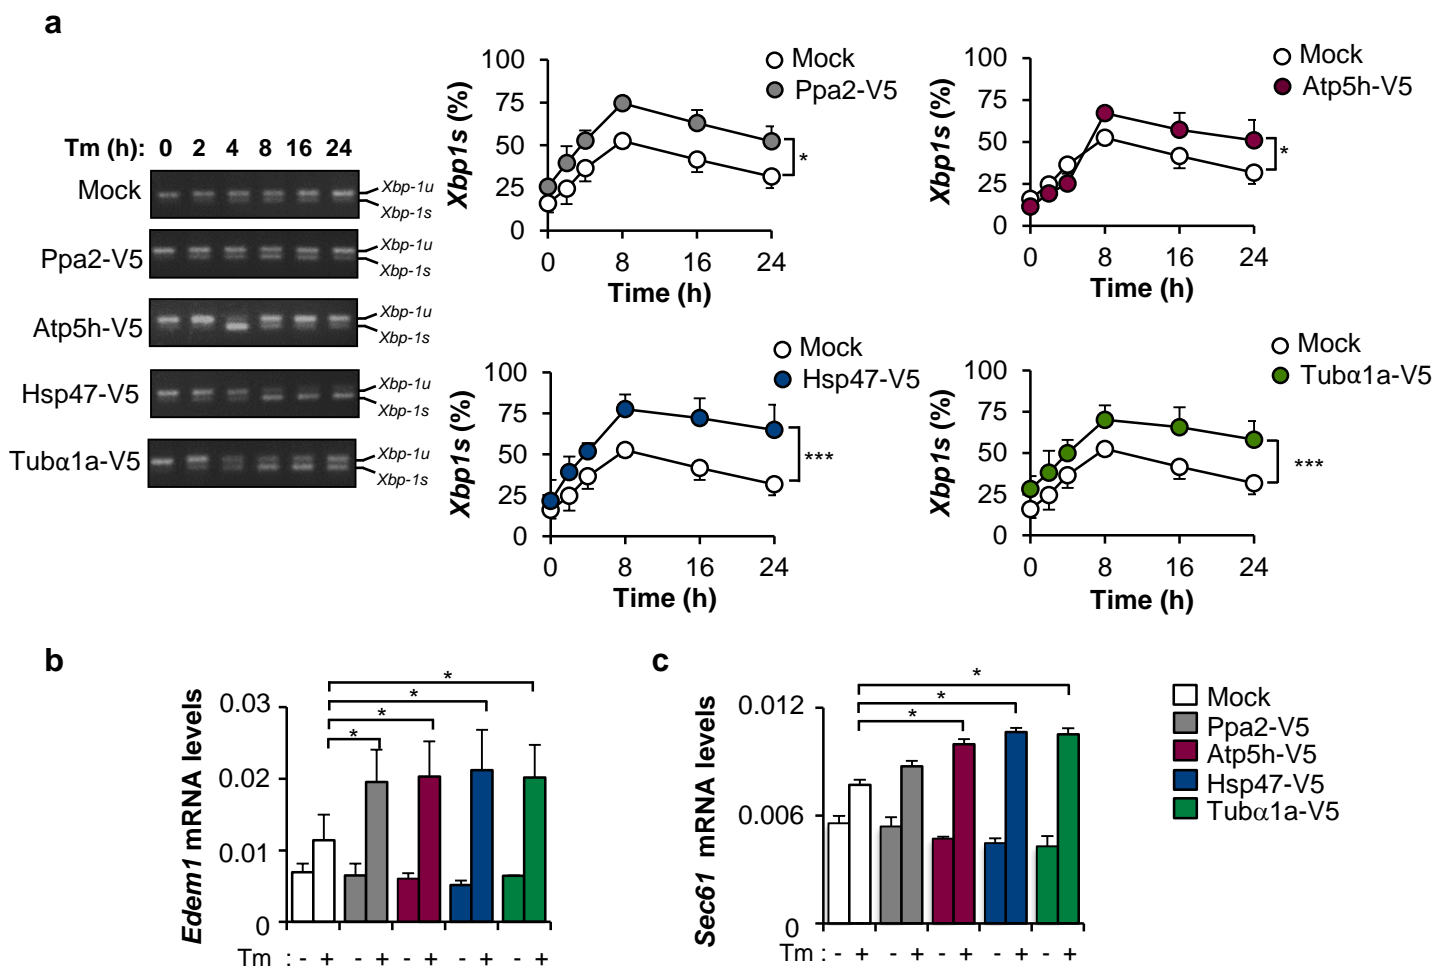 a
Tm (h): 0 2 4 8 16 24
Mock
Xbp-1u
Xbp-1s
Ppa2-V5
Xbp-1u
Xbp-1s
Atp5h-V5
Xbp-1u
Xbp-1s
Hsp47-V5
Xbp-1u
Xbp-1s
Tubα1a-V5
Xbp-1u
Xbp-1s
Mock
Ppa2-V5
Xbp1s (%)
100
75
50
25
0
*
0 8 16 24
Time (h)
Mock
Atp5h-V5
Xbp1s (%)
100
75
50
25
0
*
0 8 16 24
Time (h)
Mock
Hsp47-V5
Xbp1s (%)
100
75
50
25
0
***
0 8 16 24
Time (h)
Mock
Tubα1a-V5
Xbp1s (%)
100
75
50
25
0
***
0 8 16 24
Time (h)
b
Edem1 mRNA levels
0.03
0.02
0.01
0
*
*
*
*
Tm : - + - + - + - + - +
c
Sec61 mRNA levels
0.012
0.006
0
*
*
*
Tm : - + - + - + - + - +
Mock
Ppa2-V5
Atp5h-V5
Hsp47-V5
Tubα1a-V5